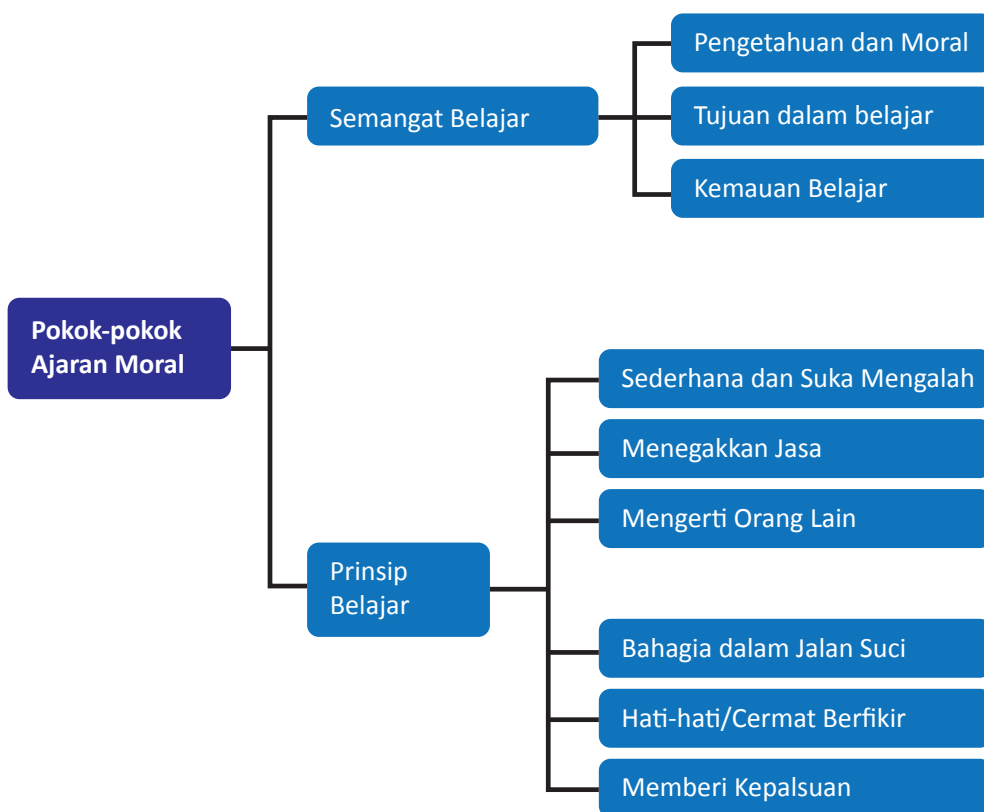 Pokok-pokok
Ajaran Moral
Semangat Belajar
Pengetahuan dan Moral
Tujuan dalam belajar
Kemauan Belajar
Prinsip
Belajar
Sederhana dan Suka Mengalah
Menegakkan Jasa
Mengerti Orang Lain
Bahagia dalam Jalan Suci
Hati-hati/Cermat Berfikir
Memberi Kepalsuan